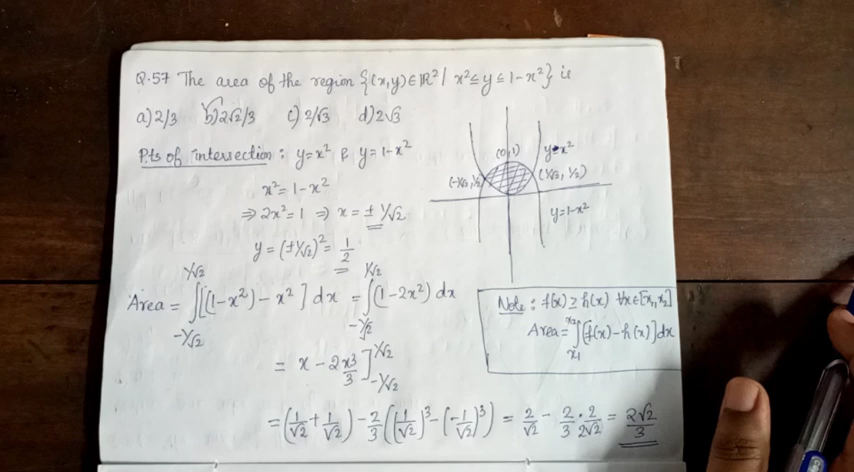 Q.57 The area of the region {(x,y)∈ℝ² | x²≤y≤1-x²} is
a) 2/3 b) 2√2/3 c) 2/√3 d) 2√3
Pts of intersection : y=x² & y=1-x²
x²=1-x²
⇒ 2x²=1 ⇒ x=± 1/√2
y=(±1/√2)²=1/2
(0,1)
y=x²
(-1/√2, 1/2)
(1/√2, 1/2)
y=1-x²
Area = ∫_{-1/√2}^{1/√2} [(1-x²)-x²] dx = ∫_{-1/√2}^{1/√2} (1-2x²) dx
= x - 2x³/3 ]_{-1/√2}^{1/√2}
= (1/√2 + 1/√2) - 2/3 ((1/√2)³ - (-1/√2)³) = 2/√2 - 2/3 · 2/2√2 = 2√2/3
Note : f(x) ≥ h(x) ∀x∈[x₁,x₂]
Area = ∫_{x₁}^{x₂} [f(x)-h(x)]dx